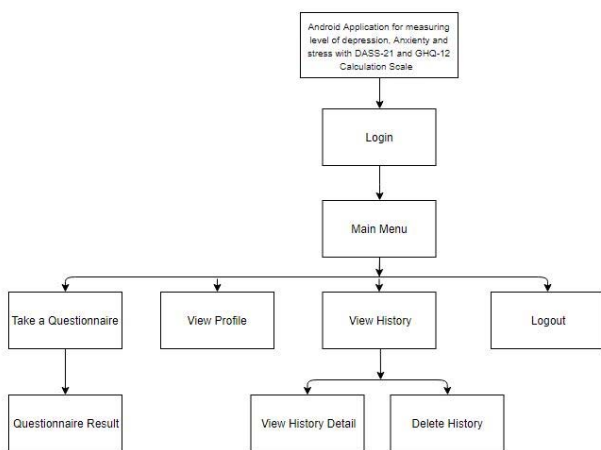 Android Application for measuring
level of depression, Anxienty and
stress with DASS-21 and GHQ-12
Calculation Scale
Login
Main Menu
Take a Questionnaire
View Profile
View History
Logout
Questionnaire Result
View History Detail
Delete History